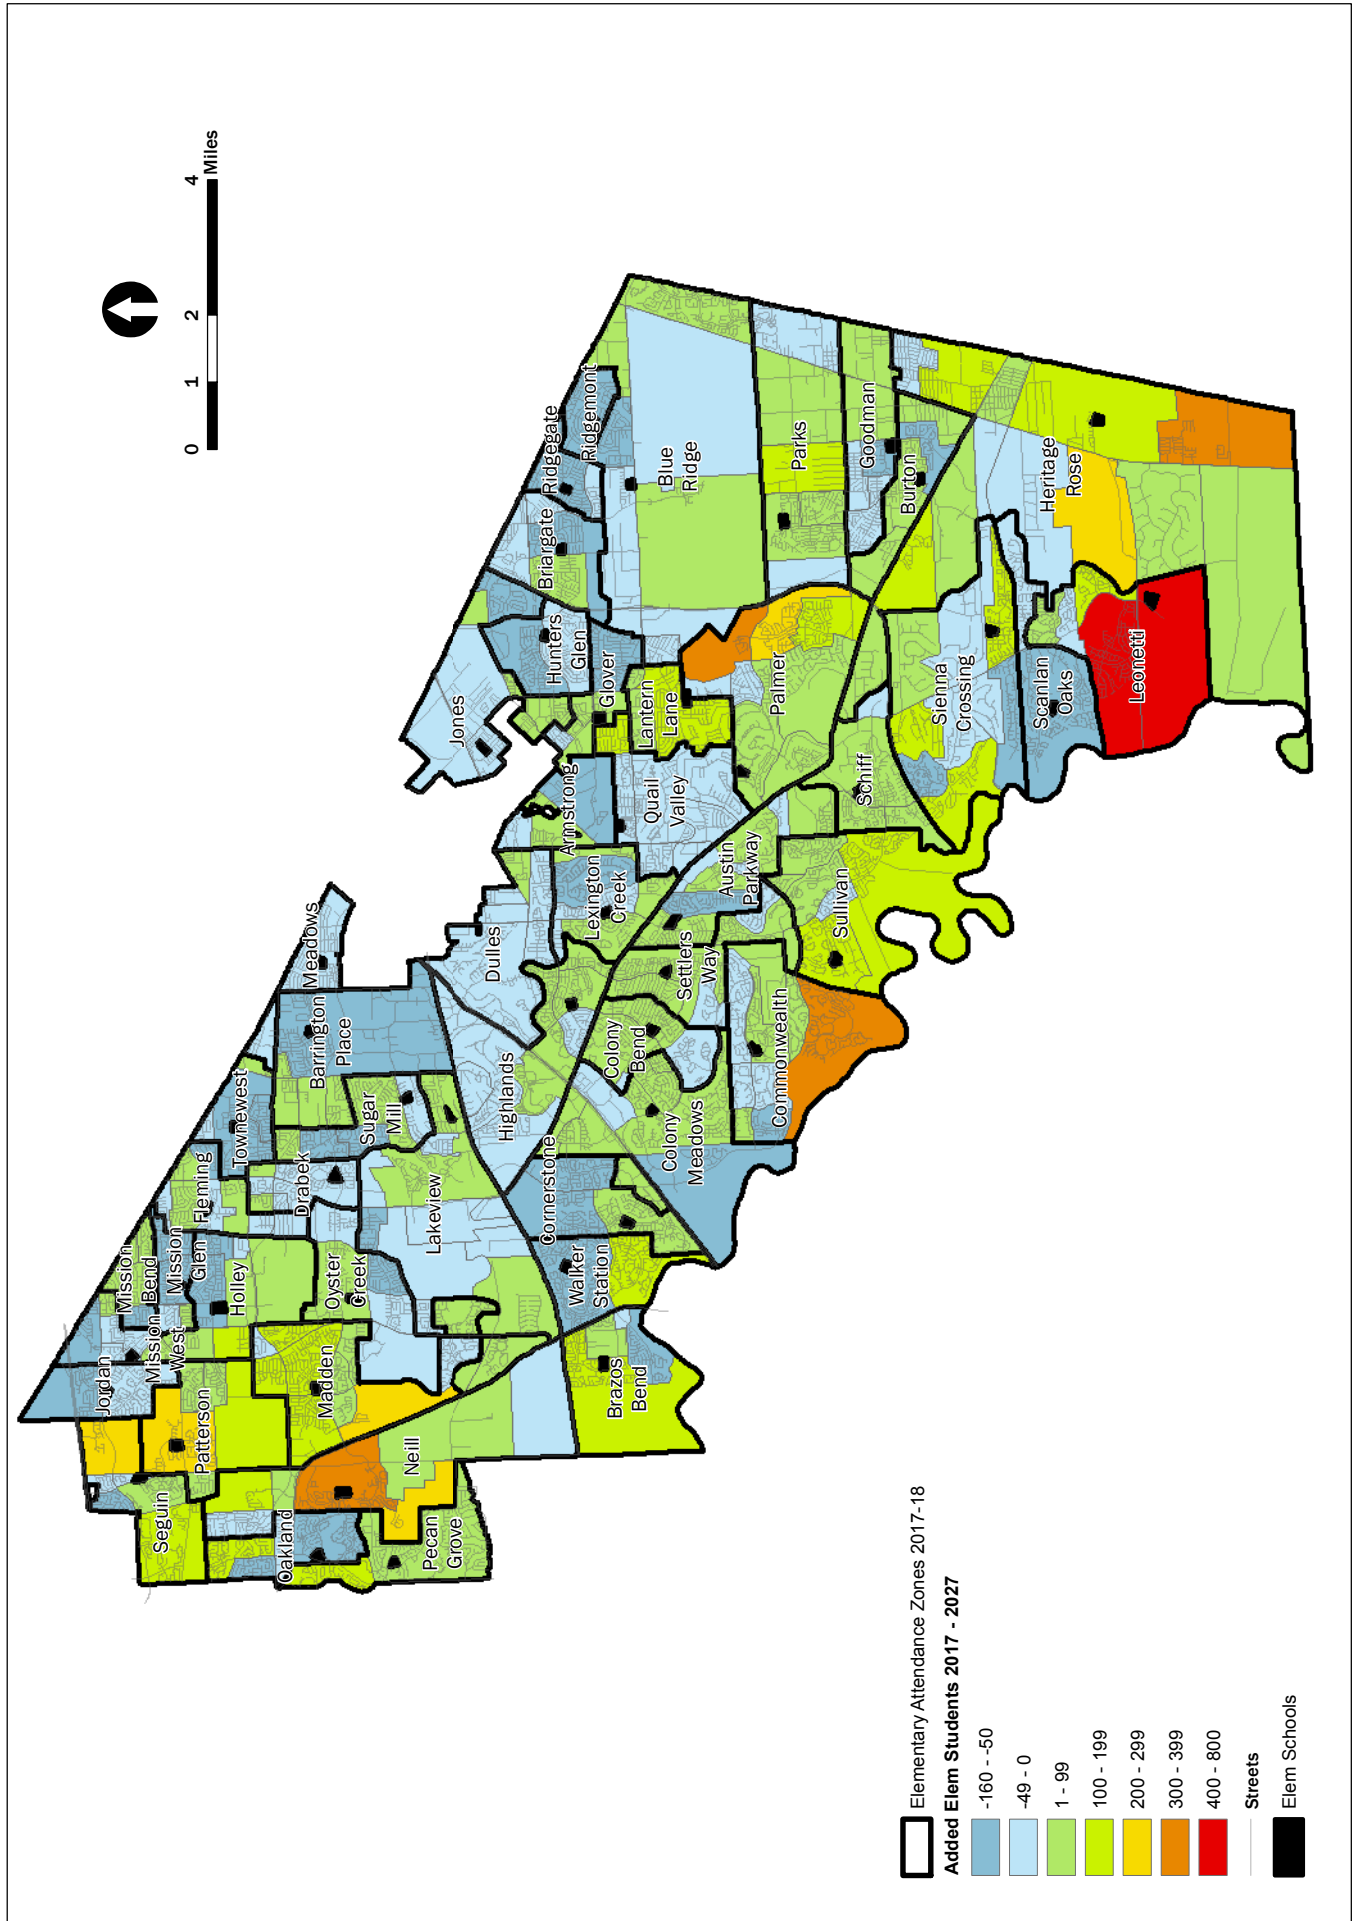 0
1
2
4
Miles
Meadows
Barrington
Place
Townewest
Sugar
Mill
Fleming
Drabek
Mission
Bend
Mission
Glen
Holley
Oyster
Creek
Lakeview
Mission
West
Jordan
Madden
Patterson
Neill
Seguin
Oakland
Pecan
Grove
Jones
Hunters
Glen
Briargate
Ridgegate
Ridgemont
Blue
Ridge
Glover
Lantern
Lane
Armstrong
Quail
Valley
Palmer
Parks
Goodman
Burton
Dulles
Lexington
Creek
Highlands
Austin
Parkway
Settlers
Way
Colony
Bend
Colony
Meadows
Cornerstone
Walker
Station
Brazos
Bend
Commonwealth
Sullivan
Schiff
Sienna
Crossing
Scanlan
Oaks
Leonetti
Heritage
Rose
Elementary Attendance Zones 2017-18
Added Elem Students 2017 - 2027
-160 - -50
-49 - 0
1 - 99
100 - 199
200 - 299
300 - 399
400 - 800
Streets
Elem Schools